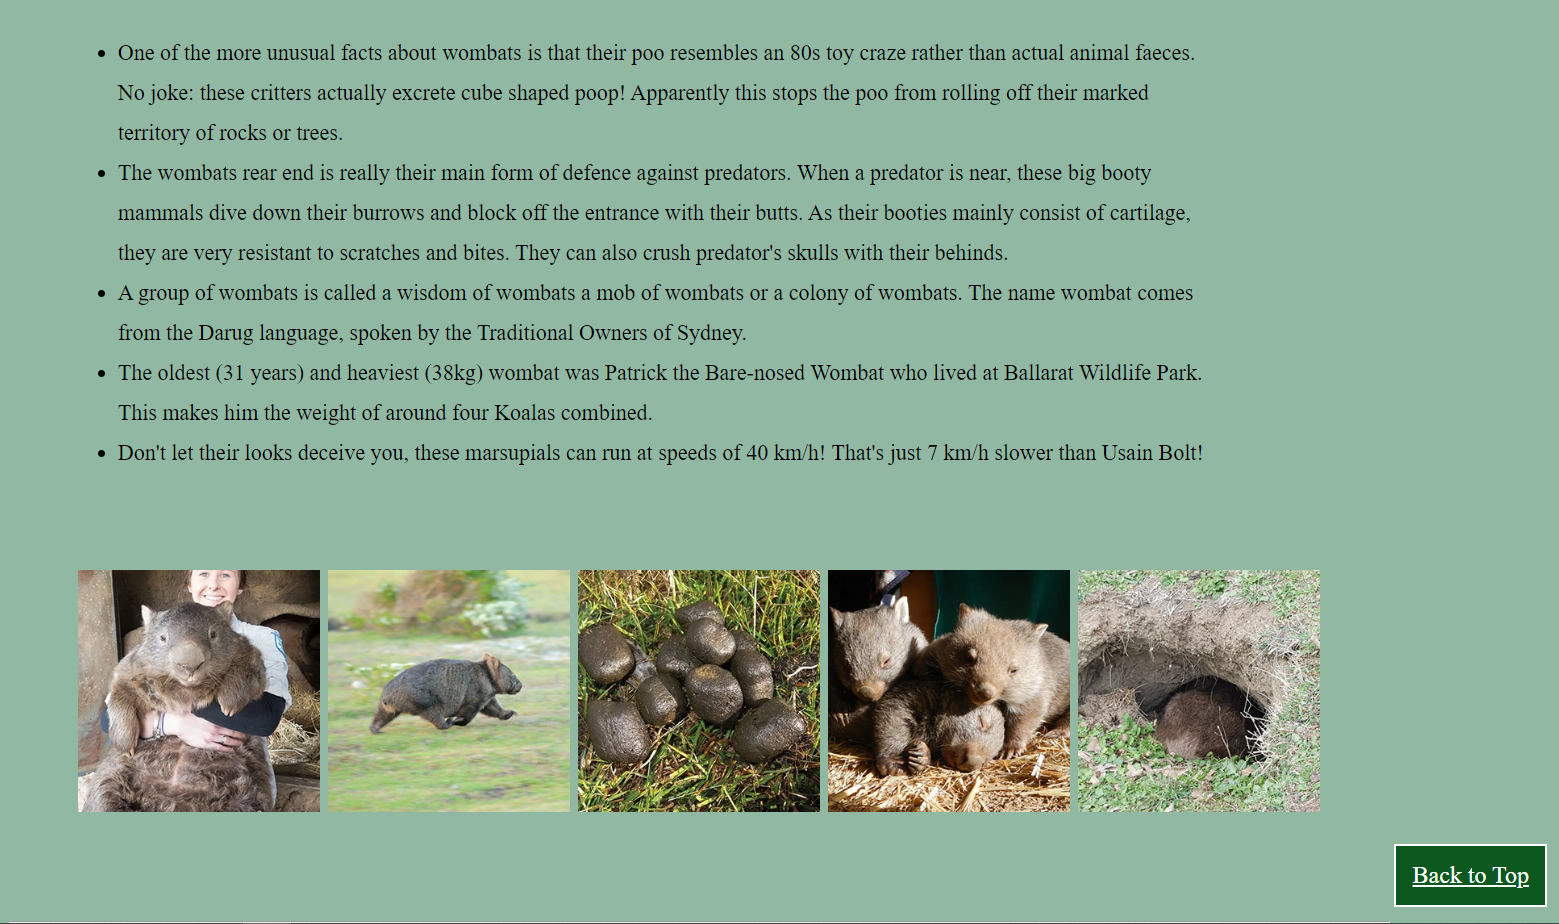 One of the more unusual facts about wombats is that their poo resembles an 80s toy craze rather than actual animal faeces.
No joke: these critters actually excrete cube shaped poop! Apparently this stops the poo from rolling off their marked
territory of rocks or trees.
The wombats rear end is really their main form of defence against predators. When a predator is near, these big booty
mammals dive down their burrows and block off the entrance with their butts. As their booties mainly consist of cartilage,
they are very resistant to scratches and bites. They can also crush predator's skulls with their behinds.
A group of wombats is called a wisdom of wombats a mob of wombats or a colony of wombats. The name wombat comes
from the Darug language, spoken by the Traditional Owners of Sydney.
The oldest (31 years) and heaviest (38kg) wombat was Patrick the Bare-nosed Wombat who lived at Ballarat Wildlife Park.
This makes him the weight of around four Koalas combined.
Don't let their looks deceive you, these marsupials can run at speeds of 40 km/h! That's just 7 km/h slower than Usain Bolt!
Back to Top